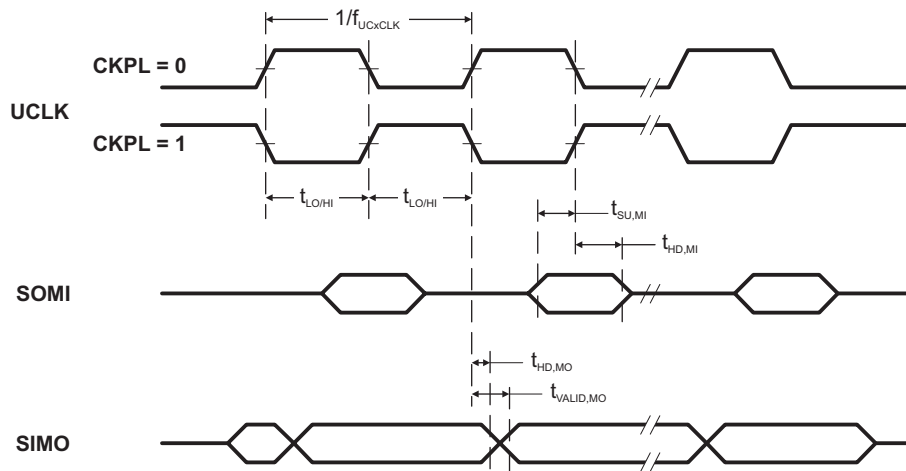 1/fUCxCLK
CKPL = 0
UCLK
CKPL = 1
tLO/HI
tLO/HI
tSU,MI
tHD,MI
SOMI
tHD,MO
tVALID,MO
SIMO